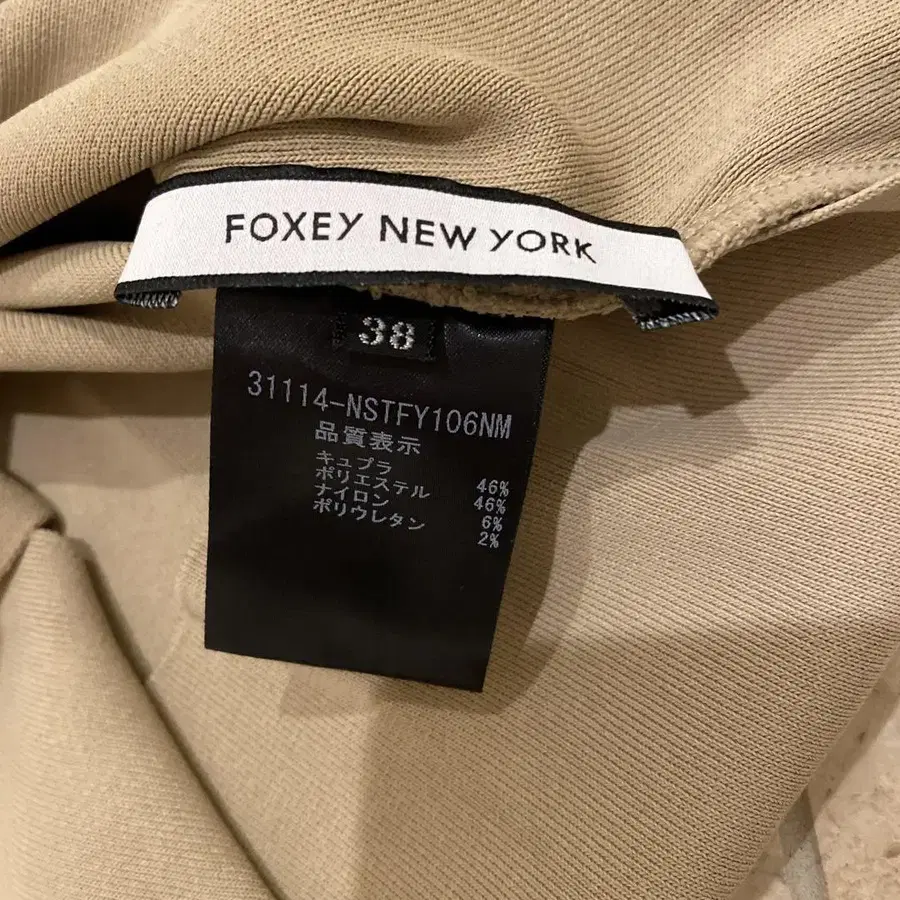 FOXEY NEW YORK
38
31114-NSTFY106NM
品質表示
キュプラ 46%
ポリエステル 46%
ナイロン 6%
ポリウレタン 2%